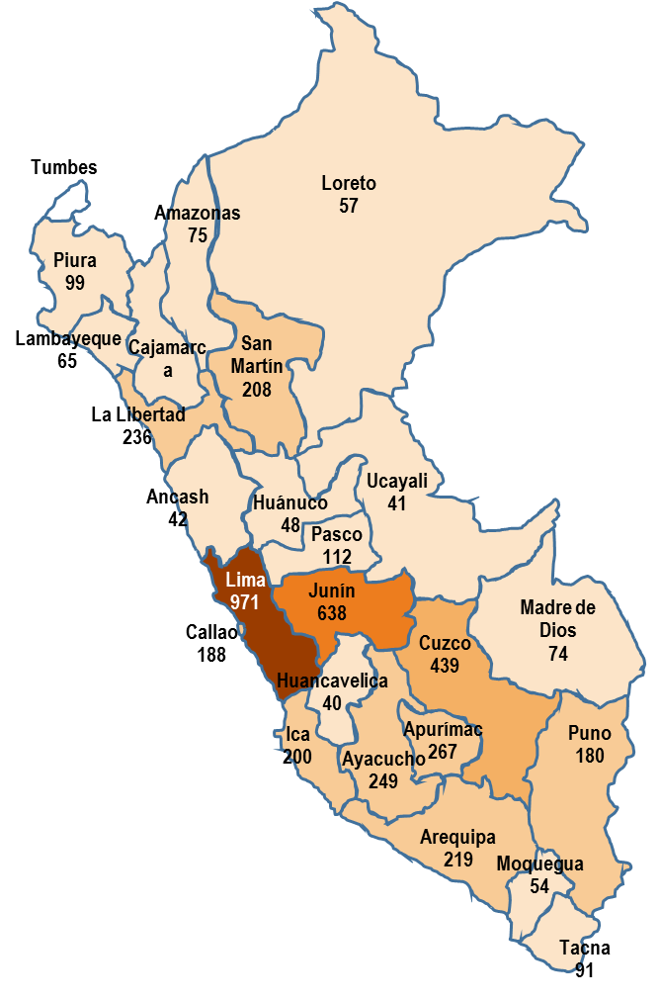 Tumbes
Loreto
57
Amazonas
75
Piura
99
Lambayeque
65
Cajamarc
a
San
Martín
208
La Libertad
236
Ancash
42
Huánuco
48
Ucayali
41
Pasco
112
Lima
971
Junín
638
Callao
188
Madre de
Dios
74
Cuzco
439
Huancavelica
40
Ica
200
Ayacucho
249
Apurímac
267
Puno
180
Arequipa
219
Moquegua
54
Tacna
91